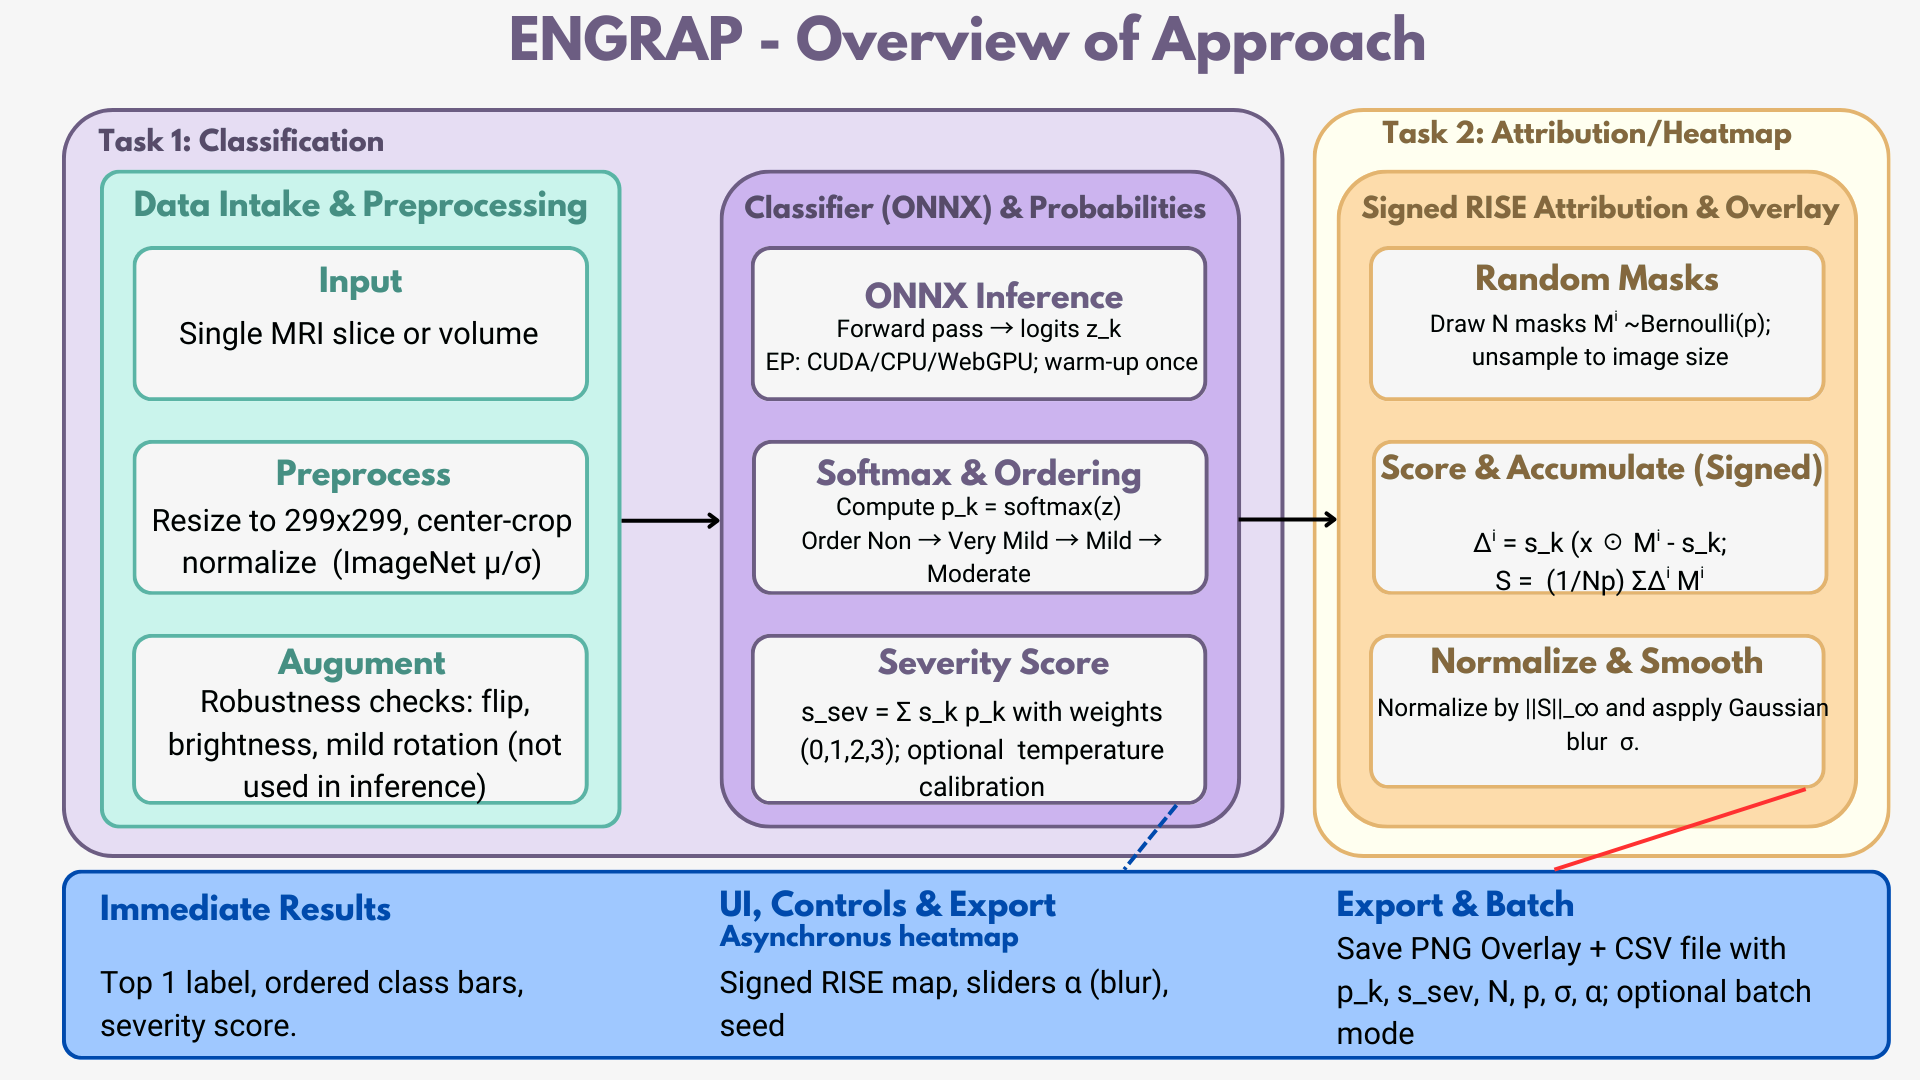 ENGRAP - Overview of Approach
Task 1: Classification
Data Intake & Preprocessing
Input
Single MRI slice or volume
Preprocess
Resize to 299x299, center-crop
normalize (ImageNet μ/σ)
Augument
Robustness checks: flip,
brightness, mild rotation (not
used in inference)
Classifier (ONNX) & Probabilities
ONNX Inference
Forward pass → logits z_k
EP: CUDA/CPU/WebGPU; warm-up once
Softmax & Ordering
Compute p_k = softmax(z)
Order Non → Very Mild → Mild →
Moderate
Severity Score
s_sev = Σ s_k p_k with weights
(0,1,2,3); optional temperature
calibration
Task 2: Attribution/Heatmap
Signed RISE Attribution & Overlay
Random Masks
Draw N masks Mⁱ ~Bernoulli(p);
unsample to image size
Score & Accumulate (Signed)
Δⁱ = s_k (x ⊙ Mⁱ - s_k;
S = (1/Np) ΣΔⁱ Mⁱ
Normalize & Smooth
Normalize by ||S||_∞ and aspply Gaussian
blur σ.
Immediate Results
Top 1 label, ordered class bars,
severity score.
UI, Controls & Export
Asynchronus heatmap
Signed RISE map, sliders α (blur),
seed
Export & Batch
Save PNG Overlay + CSV file with
p_k, s_sev, N, p, σ, α; optional batch
mode